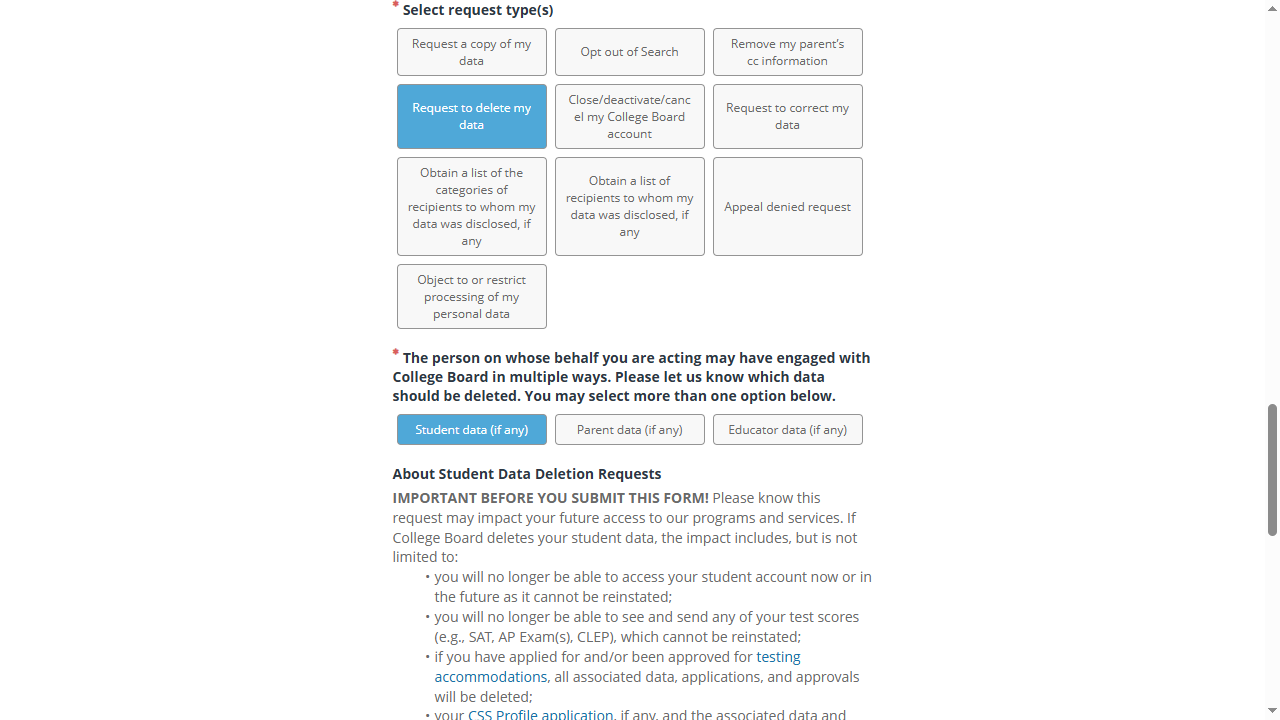 * Select request type(s)
Request a copy of my
data
Opt out of Search
Remove my parent's
cc information
Request to delete my
data
Close/deactivate/canc
el my College Board
account
Request to correct my
data
Obtain a list of the
categories of
recipients to whom my
data was disclosed, if
any
Obtain a list of
recipients to whom my
data was disclosed, if
any
Appeal denied request
Object to or restrict
processing of my
personal data
* The person on whose behalf you are acting may have engaged with
College Board in multiple ways. Please let us know which data
should be deleted. You may select more than one option below.
Student data (if any)
Parent data (if any)
Educator data (if any)
About Student Data Deletion Requests
IMPORTANT BEFORE YOU SUBMIT THIS FORM! Please know this
request may impact your future access to our programs and services. If
College Board deletes your student data, the impact includes, but is not
limited to:
• you will no longer be able to access your student account now or in
the future as it cannot be reinstated;
• you will no longer be able to see and send any of your test scores
(e.g., SAT, AP Exam(s), CLEP), which cannot be reinstated;
• if you have applied for and/or been approved for testing
accommodations, all associated data, applications, and approvals
will be deleted;
• your CSS Profile application, if any, and the associated data and